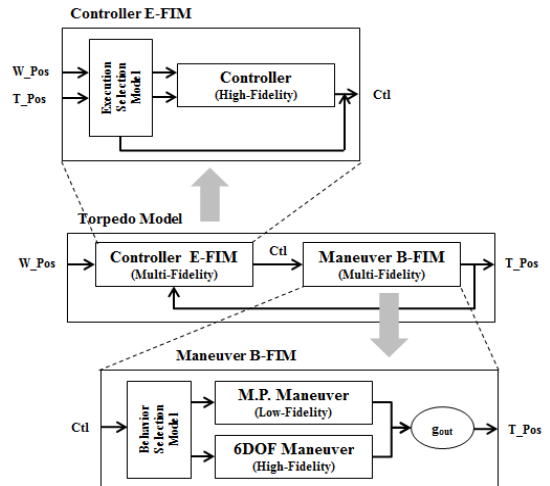 Controller E-FIM
W_Pos
T_Pos
Execution
Selection
Model
Controller
(High-Fidelity)
Ctl
Torpedo Model
W_Pos
Controller E-FIM
(Multi-Fidelity)
Ctl
Maneuver B-FIM
(Multi-Fidelity)
T_Pos
Maneuver B-FIM
Ctl
Behavior
Selection
Model
M.P. Maneuver
(Low-Fidelity)
6DOF Maneuver
(High-Fidelity)
gout
T_Pos